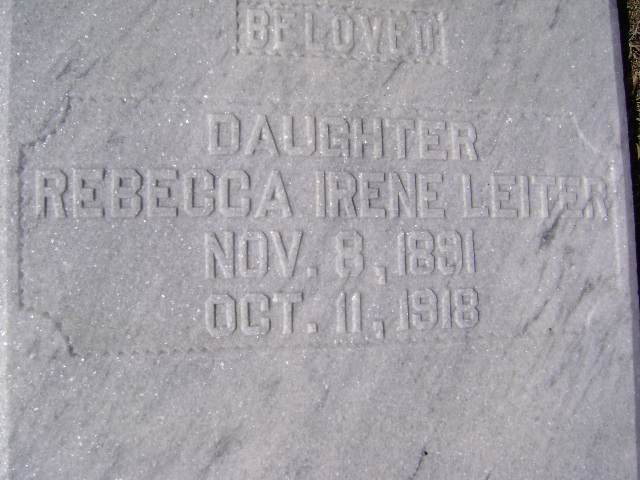 BELOVED
DAUGHTER
REBECCA IRENE LEITER
NOV. 8, 1891
OCT. 11, 1918